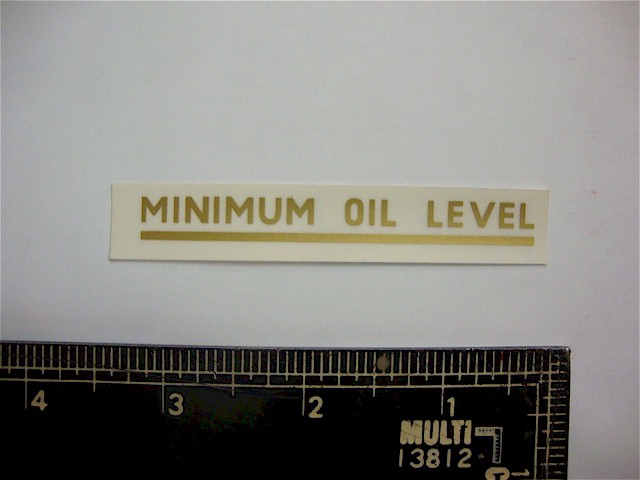 MINIMUM OIL LEVEL
4 3 2 1
MULTI
13812